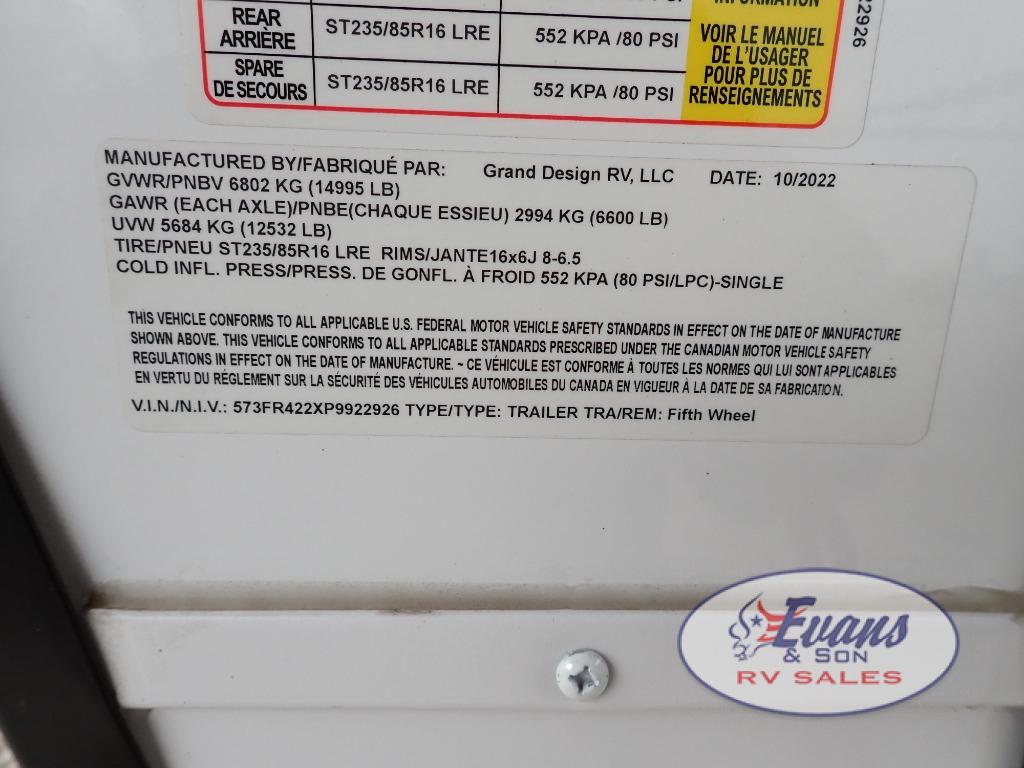 INFORMATION
REAR
ARRIÈRE
ST235/85R16 LRE
552 KPA /80 PSI
SPARE
DE SECOURS
ST235/85R16 LRE
552 KPA /80 PSI
VOIR LE MANUEL
DE L'USAGER
POUR PLUS DE
RENSEIGNEMENTS
22926
MANUFACTURED BY/FABRIQUÉ PAR: Grand Design RV, LLC DATE: 10/2022
GVWR/PNBV 6802 KG (14995 LB)
GAWR (EACH AXLE)/PNBE(CHAQUE ESSIEU) 2994 KG (6600 LB)
UVW 5684 KG (12532 LB)
TIRE/PNEU ST235/85R16 LRE RIMS/JANTE16x6J 8-6.5
COLD INFL. PRESS/PRESS. DE GONFL. À FROID 552 KPA (80 PSI/LPC)-SINGLE
THIS VEHICLE CONFORMS TO ALL APPLICABLE U.S. FEDERAL MOTOR VEHICLE SAFETY STANDARDS IN EFFECT ON THE DATE OF MANUFACTURE
SHOWN ABOVE. THIS VEHICLE CONFORMS TO ALL APPLICABLE STANDARDS PRESCRIBED UNDER THE CANADIAN MOTOR VEHICLE SAFETY
REGULATIONS IN EFFECT ON THE DATE OF MANUFACTURE. ~ CE VÉHICULE EST CONFORME À TOUTES LES NORMES QUI LUI SONT APPLICABLES
EN VERTU DU RÉGLEMENT SUR LA SÉCURITÉ DES VÉHICULES AUTOMOBILES DU CANADA EN VIGUEUR À LA DATE DE SA FABRICATION.
V.I.N./N.I.V.: 573FR422XP9922926 TYPE/TYPE: TRAILER TRA/REM: Fifth Wheel
Evans
& SON
RV SALES